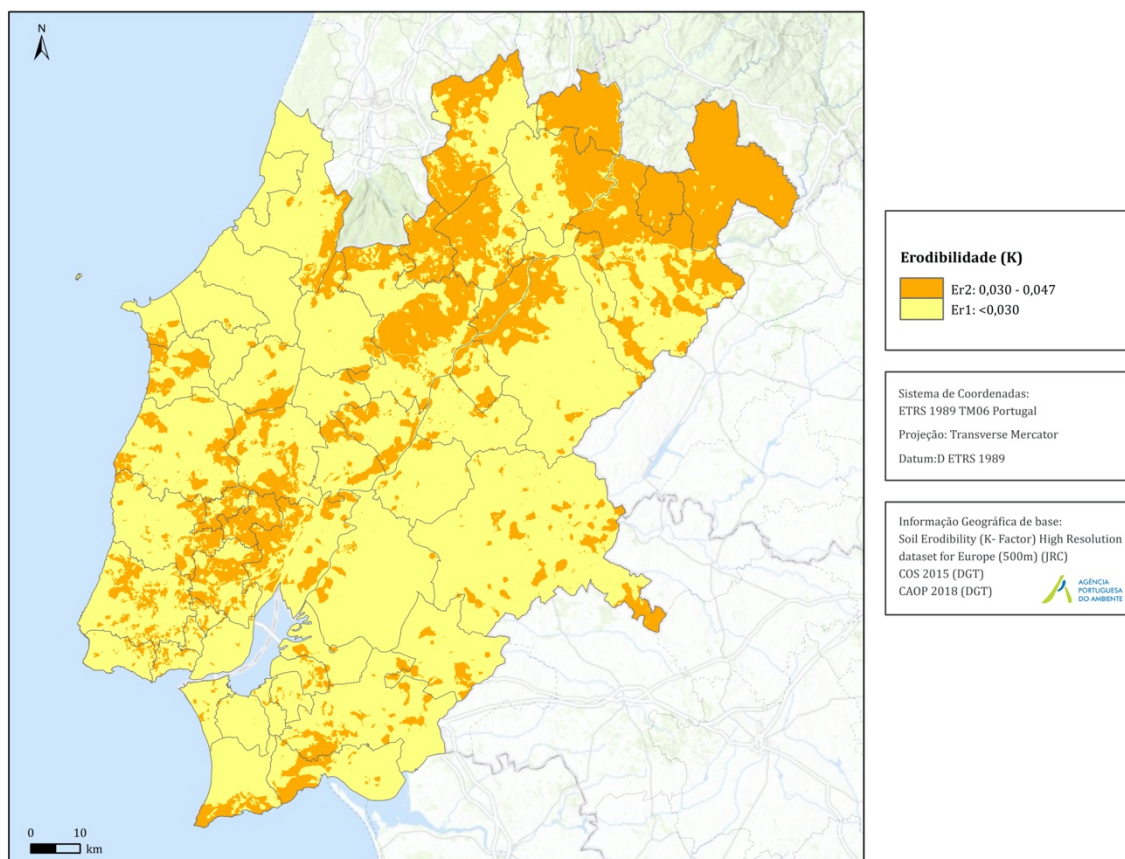 N
0 10
km
Erodibilidade (K)
Er2: 0,030 - 0,047
Er1: <0,030
Sistema de Coordenadas:
ETRS 1989 TM06 Portugal
Projeção: Transverse Mercator
Datum:D ETRS 1989
Informação Geográfica de base:
Soil Erodibility (K- Factor) High Resolution
dataset for Europe (500m) (JRC)
COS 2015 (DGT)
CAOP 2018 (DGT)
AGÊNCIA
PORTUGUESA
DO AMBIENTE